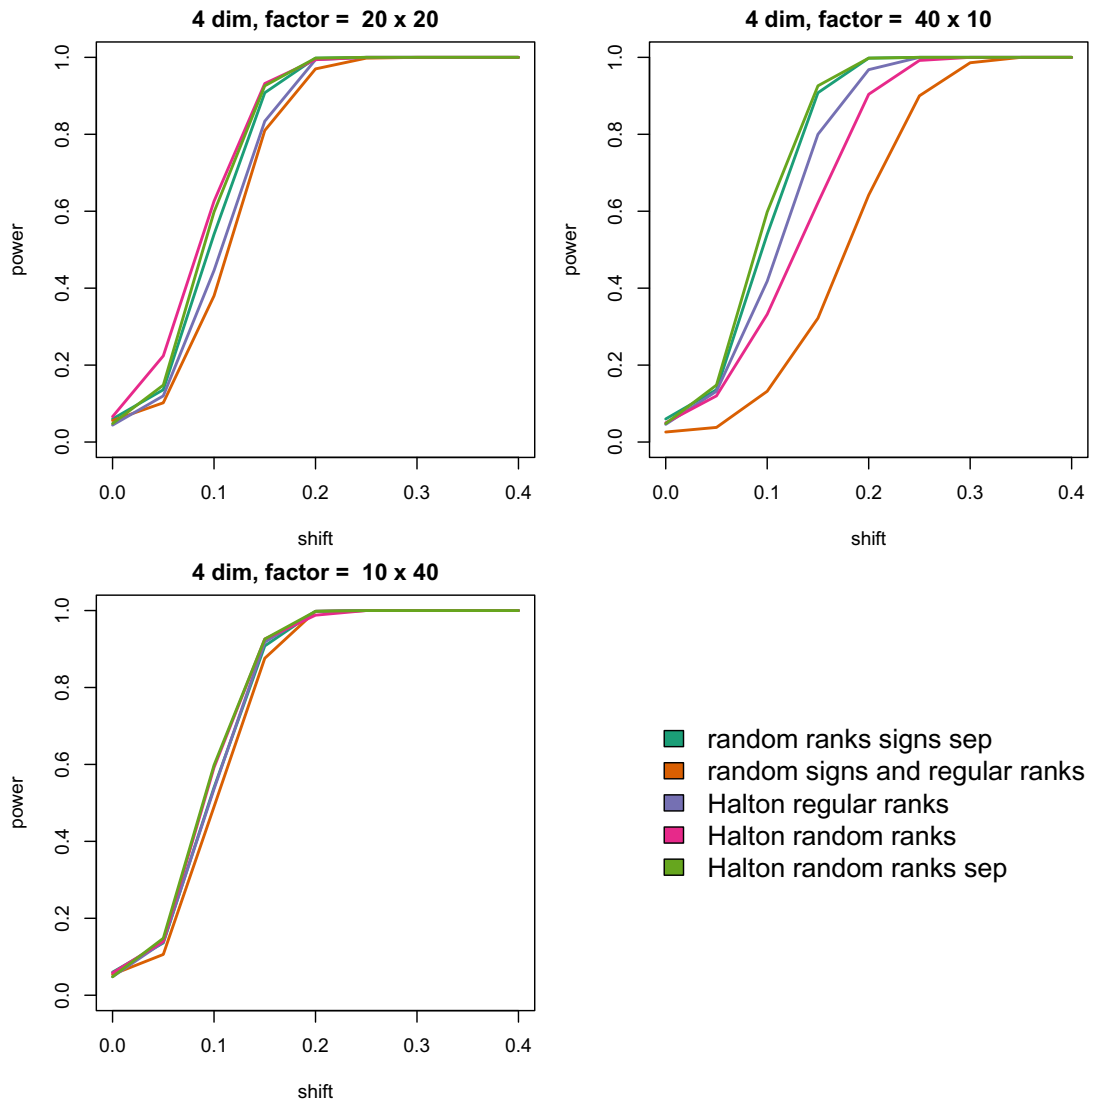 4 dim, factor =  20 x 20
power
0.0 0.2 0.4 0.6 0.8 1.0
0.0 0.1 0.2 0.3 0.4
shift
4 dim, factor =  40 x 10
power
0.0 0.2 0.4 0.6 0.8 1.0
0.0 0.1 0.2 0.3 0.4
shift
4 dim, factor =  10 x 40
power
0.0 0.2 0.4 0.6 0.8 1.0
0.0 0.1 0.2 0.3 0.4
shift
random ranks signs sep
random signs and regular ranks
Halton regular ranks
Halton random ranks
Halton random ranks sep